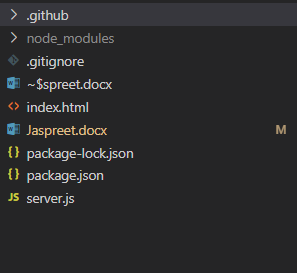 .github
node_modules
.gitignore
~$spreet.docx
index.html
Jaspreet.docx M
package-lock.json
package.json
server.js